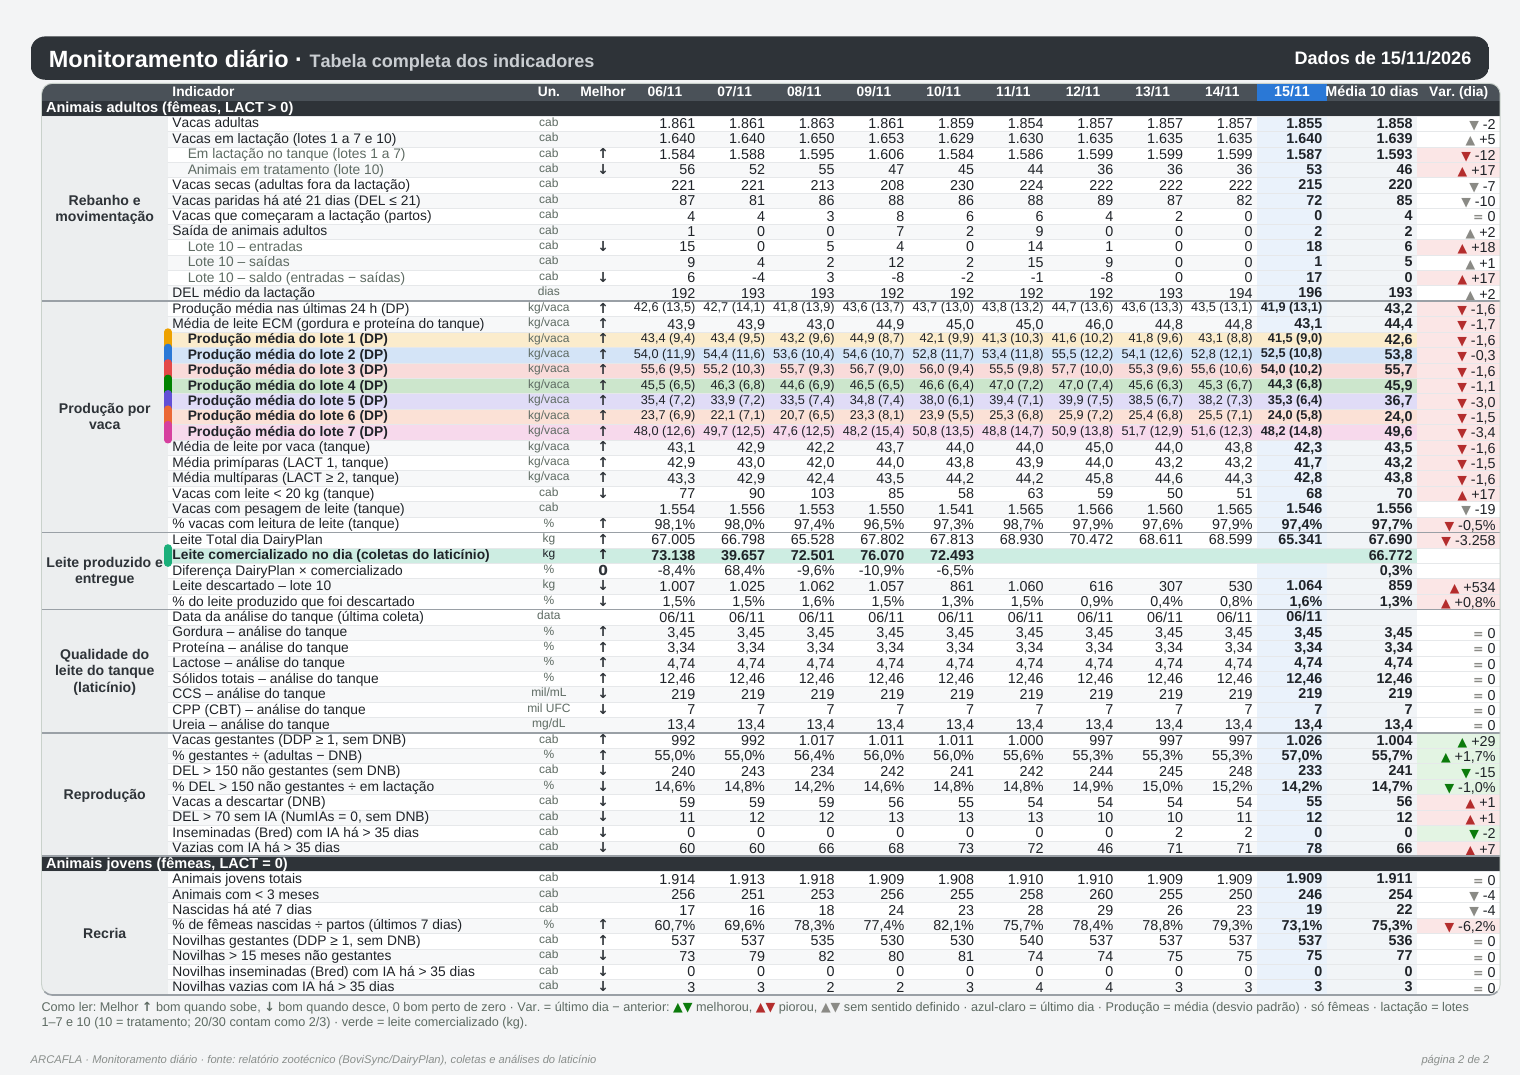 Monitoramento diário · Tabela completa dos indicadores Dados de 15/11/2026
Indicador Un. Melhor 06/11 07/11 08/11 09/11 10/11 11/11 12/11 13/11 14/11 15/11 Média 10 dias Var. (dia)
Animais adultos (fêmeas, LACT > 0)
Rebanho e movimentação
Vacas adultas cab 1.861 1.861 1.863 1.861 1.859 1.854 1.857 1.857 1.857 1.855 1.858 ▼ -2
Vacas em lactação (lotes 1 a 7 e 10) cab 1.640 1.640 1.650 1.653 1.629 1.630 1.635 1.635 1.635 1.640 1.639 ▲ +5
Em lactação no tanque (lotes 1 a 7) cab ↑ 1.584 1.588 1.595 1.606 1.584 1.586 1.599 1.599 1.599 1.587 1.593 ▼ -12
Animais em tratamento (lote 10) cab ↓ 56 52 55 47 45 44 36 36 36 53 46 ▲ +17
Vacas secas (adultas fora da lactação) cab 221 221 213 208 230 224 222 222 222 215 220 ▼ -7
Vacas paridas há até 21 dias (DEL ≤ 21) cab 87 81 86 88 86 88 89 87 82 72 85 ▼ -10
Vacas que começaram a lactação (partos) cab 4 4 3 8 6 6 4 2 0 0 4 = 0
Saída de animais adultos cab 1 0 0 7 2 9 0 0 0 2 2 ▲ +2
Lote 10 – entradas cab ↓ 15 0 5 4 0 14 1 0 0 18 6 ▲ +18
Lote 10 – saídas cab 9 4 2 12 2 15 9 0 0 1 5 ▲ +1
Lote 10 – saldo (entradas − saídas) cab ↓ 6 -4 3 -8 -2 -1 -8 0 0 17 0 ▲ +17
DEL médio da lactação dias 192 193 193 192 192 192 192 193 194 196 193 ▲ +2
Produção por vaca
Produção média nas últimas 24 h (DP) kg/vaca ↑ 42,6 (13,5) 42,7 (14,1) 41,8 (13,9) 43,6 (13,7) 43,7 (13,0) 43,8 (13,2) 44,7 (13,6) 43,6 (13,3) 43,5 (13,1) 41,9 (13,1) 43,2 ▼ -1,6
Média de leite ECM (gordura e proteína do tanque) kg/vaca ↑ 43,9 43,9 43,0 44,9 45,0 45,0 46,0 44,8 44,8 43,1 44,4 ▼ -1,7
Produção média do lote 1 (DP) kg/vaca ↑ 43,4 (9,4) 43,4 (9,5) 43,2 (9,6) 44,9 (8,7) 42,1 (9,9) 41,3 (10,3) 41,6 (10,2) 41,8 (9,6) 43,1 (8,8) 41,5 (9,0) 42,6 ▼ -1,6
Produção média do lote 2 (DP) kg/vaca ↑ 54,0 (11,9) 54,4 (11,6) 53,6 (10,4) 54,6 (10,7) 52,8 (11,7) 53,4 (11,8) 55,5 (12,2) 54,1 (12,6) 52,8 (12,1) 52,5 (10,8) 53,8 ▼ -0,3
Produção média do lote 3 (DP) kg/vaca ↑ 55,6 (9,5) 55,2 (10,3) 55,7 (9,3) 56,7 (9,0) 56,0 (9,4) 55,5 (9,8) 57,7 (10,0) 55,3 (9,6) 55,6 (10,6) 54,0 (10,2) 55,7 ▼ -1,6
Produção média do lote 4 (DP) kg/vaca ↑ 45,5 (6,5) 46,3 (6,8) 44,6 (6,9) 46,5 (6,5) 46,6 (6,4) 47,0 (7,2) 47,0 (7,4) 45,6 (6,3) 45,3 (6,7) 44,3 (6,8) 45,9 ▼ -1,1
Produção média do lote 5 (DP) kg/vaca ↑ 35,4 (7,2) 33,9 (7,2) 33,5 (7,4) 34,8 (7,4) 38,0 (6,1) 39,4 (7,1) 39,9 (7,5) 38,5 (6,7) 38,2 (7,3) 35,3 (6,4) 36,7 ▼ -3,0
Produção média do lote 6 (DP) kg/vaca ↑ 23,7 (6,9) 22,1 (7,1) 20,7 (6,5) 23,3 (8,1) 23,9 (5,5) 25,3 (6,8) 25,9 (7,2) 25,4 (6,8) 25,5 (7,1) 24,0 (5,8) 24,0 ▼ -1,5
Produção média do lote 7 (DP) kg/vaca ↑ 48,0 (12,6) 49,7 (12,5) 47,6 (12,5) 48,2 (15,4) 50,8 (13,5) 48,8 (14,7) 50,9 (13,8) 51,7 (12,9) 51,6 (12,3) 48,2 (14,8) 49,6 ▼ -3,4
Média de leite por vaca (tanque) kg/vaca ↑ 43,1 42,9 42,2 43,7 44,0 44,0 45,0 44,0 43,8 42,3 43,5 ▼ -1,6
Média primíparas (LACT 1, tanque) kg/vaca ↑ 42,9 43,0 42,0 44,0 43,8 43,9 44,0 43,2 43,2 41,7 43,2 ▼ -1,5
Média multíparas (LACT ≥ 2, tanque) kg/vaca ↑ 43,3 42,9 42,4 43,5 44,2 44,2 45,8 44,6 44,3 42,8 43,8 ▼ -1,6
Vacas com leite < 20 kg (tanque) cab ↓ 77 90 103 85 58 63 59 50 51 68 70 ▲ +17
Vacas com pesagem de leite (tanque) cab 1.554 1.556 1.553 1.550 1.541 1.565 1.566 1.560 1.565 1.546 1.556 ▼ -19
% vacas com leitura de leite (tanque) % ↑ 98,1% 98,0% 97,4% 96,5% 97,3% 98,7% 97,9% 97,6% 97,9% 97,4% 97,7% ▼ -0,5%
Leite produzido e entregue
Leite Total dia DairyPlan kg ↑ 67.005 66.798 65.528 67.802 67.813 68.930 70.472 68.611 68.599 65.341 67.690 ▼ -3.258
Leite comercializado no dia (coletas do laticínio) kg ↑ 73.138 39.657 72.501 76.070 72.493 66.772
Diferença DairyPlan × comercializado % 0 -8,4% 68,4% -9,6% -10,9% -6,5% 0,3%
Leite descartado – lote 10 kg ↓ 1.007 1.025 1.062 1.057 861 1.060 616 307 530 1.064 859 ▲ +534
% do leite produzido que foi descartado % ↓ 1,5% 1,5% 1,6% 1,5% 1,3% 1,5% 0,9% 0,4% 0,8% 1,6% 1,3% ▲ +0,8%
Qualidade do leite do tanque (laticínio)
Data da análise do tanque (última coleta) data 06/11 06/11 06/11 06/11 06/11 06/11 06/11 06/11 06/11 06/11
Gordura – análise do tanque % ↑ 3,45 3,45 3,45 3,45 3,45 3,45 3,45 3,45 3,45 3,45 3,45 = 0
Proteína – análise do tanque % ↑ 3,34 3,34 3,34 3,34 3,34 3,34 3,34 3,34 3,34 3,34 3,34 = 0
Lactose – análise do tanque % ↑ 4,74 4,74 4,74 4,74 4,74 4,74 4,74 4,74 4,74 4,74 4,74 = 0
Sólidos totais – análise do tanque % ↑ 12,46 12,46 12,46 12,46 12,46 12,46 12,46 12,46 12,46 12,46 12,46 = 0
CCS – análise do tanque mil/mL ↓ 219 219 219 219 219 219 219 219 219 219 219 = 0
CPP (CBT) – análise do tanque mil UFC ↓ 7 7 7 7 7 7 7 7 7 7 7 = 0
Ureia – análise do tanque mg/dL 13,4 13,4 13,4 13,4 13,4 13,4 13,4 13,4 13,4 13,4 13,4 = 0
Reprodução
Vacas gestantes (DDP ≥ 1, sem DNB) cab ↑ 992 992 1.017 1.011 1.011 1.000 997 997 997 1.026 1.004 ▲ +29
% gestantes ÷ (adultas − DNB) % ↑ 55,0% 55,0% 56,4% 56,0% 56,0% 55,6% 55,3% 55,3% 55,3% 57,0% 55,7% ▲ +1,7%
DEL > 150 não gestantes (sem DNB) cab ↓ 240 243 234 242 241 242 244 245 248 233 241 ▼ -15
% DEL > 150 não gestantes ÷ em lactação % ↓ 14,6% 14,8% 14,2% 14,6% 14,8% 14,8% 14,9% 15,0% 15,2% 14,2% 14,7% ▼ -1,0%
Vacas a descartar (DNB) cab ↓ 59 59 59 56 55 54 54 54 54 55 56 ▲ +1
DEL > 70 sem IA (NumIAs = 0, sem DNB) cab ↓ 11 12 12 13 13 13 10 10 11 12 12 ▲ +1
Inseminadas (Bred) com IA há > 35 dias cab ↓ 0 0 0 0 0 0 0 2 2 0 0 ▼ -2
Vazias com IA há > 35 dias cab ↓ 60 60 66 68 73 72 46 71 71 78 66 ▲ +7
Animais jovens (fêmeas, LACT = 0)
Recria
Animais jovens totais cab 1.914 1.913 1.918 1.909 1.908 1.910 1.910 1.909 1.909 1.909 1.911 = 0
Animais com < 3 meses cab 256 251 253 256 255 258 260 255 250 246 254 ▼ -4
Nascidas há até 7 dias cab 17 16 18 24 23 28 29 26 23 19 22 ▼ -4
% de fêmeas nascidas ÷ partos (últimos 7 dias) % ↑ 60,7% 69,6% 78,3% 77,4% 82,1% 75,7% 78,4% 78,8% 79,3% 73,1% 75,3% ▼ -6,2%
Novilhas gestantes (DDP ≥ 1, sem DNB) cab ↑ 537 537 535 530 530 540 537 537 537 537 536 = 0
Novilhas > 15 meses não gestantes cab ↓ 73 79 82 80 81 74 74 75 75 75 77 = 0
Novilhas inseminadas (Bred) com IA há > 35 dias cab ↓ 0 0 0 0 0 0 0 0 0 0 0 = 0
Novilhas vazias com IA há > 35 dias cab ↓ 3 3 2 2 3 4 4 3 3 3 3 = 0
Como ler: Melhor ↑ bom quando sobe, ↓ bom quando desce, 0 bom perto de zero · Var. = último dia − anterior: ▲▼ melhorou, ▲▼ piorou, ▲▼ sem sentido definido · azul-claro = último dia · Produção = média (desvio padrão) · só fêmeas · lactação = lotes
1–7 e 10 (10 = tratamento; 20/30 contam como 2/3) · verde = leite comercializado (kg).
ARCAFLA · Monitoramento diário · fonte: relatório zootécnico (BoviSync/DairyPlan), coletas e análises do laticínio página 2 de 2